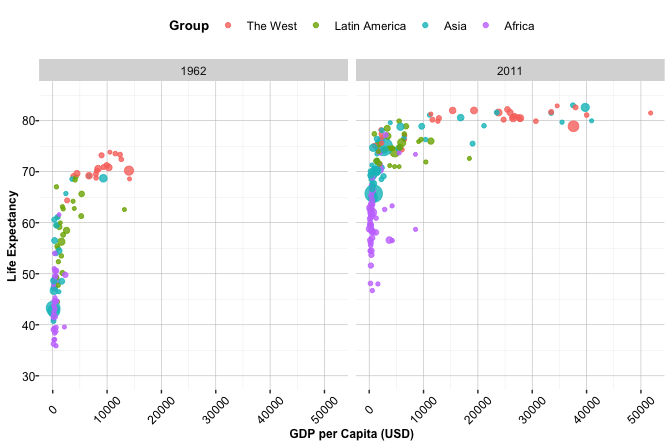 Group The West Latin America Asia Africa
1962 2011
Life Expectancy
80
70
60
50
40
30
0 10000 20000 30000 40000 50000 0 10000 20000 30000 40000 50000
GDP per Capita (USD)